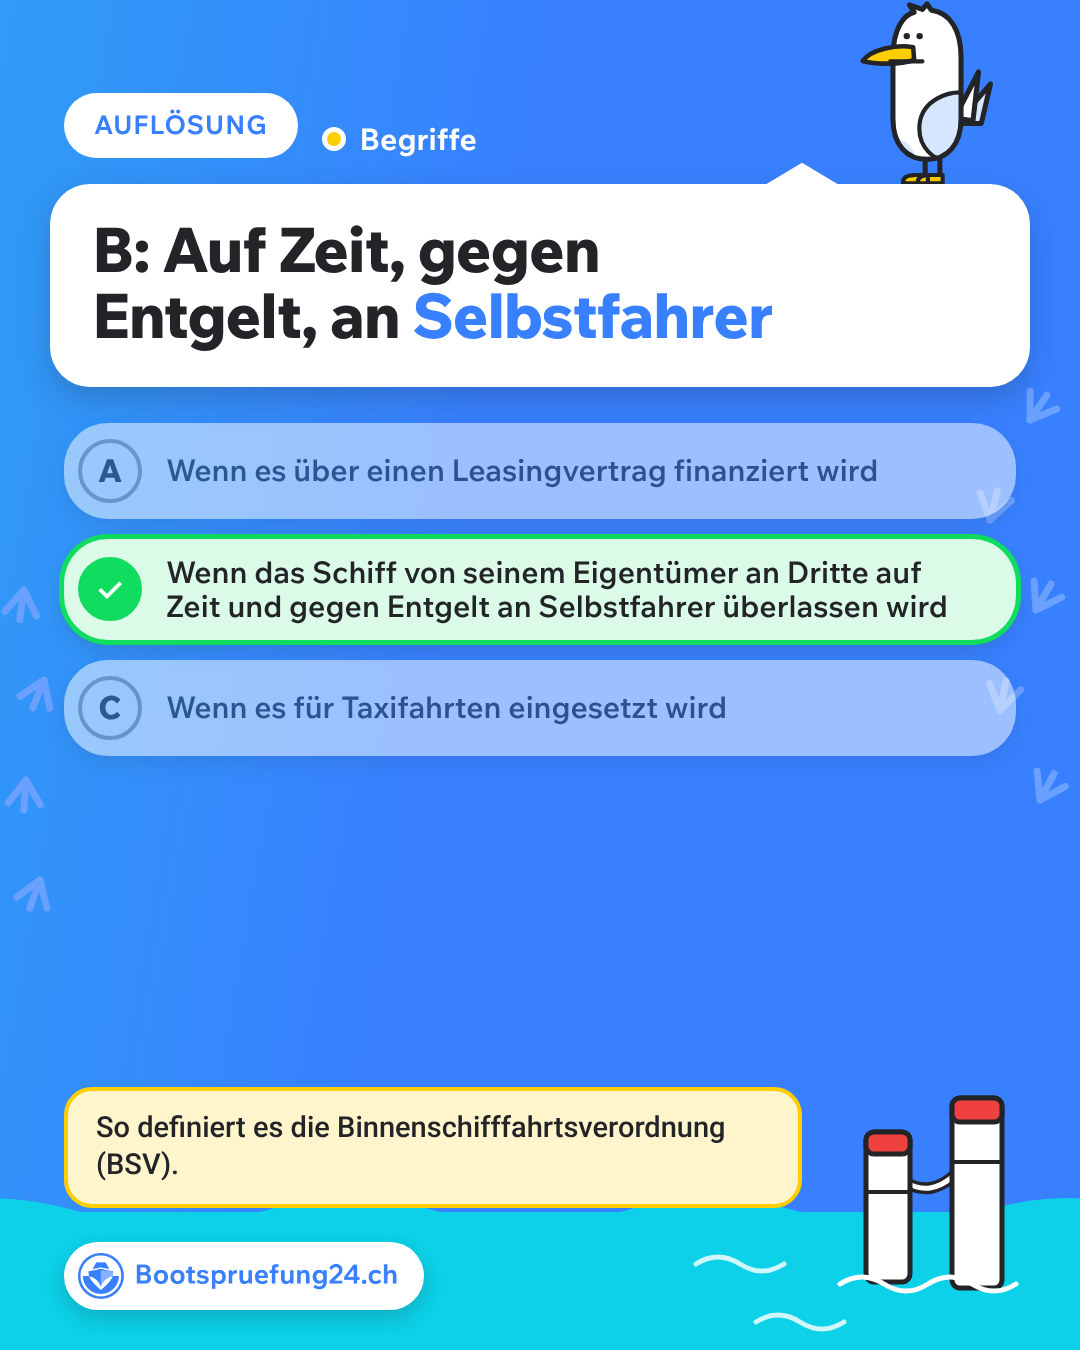 AUFLÖSUNG
Begriffe
B: Auf Zeit, gegen
Entgelt, an Selbstfahrer
A
Wenn es über einen Leasingvertrag finanziert wird
Wenn das Schiff von seinem Eigentümer an Dritte auf
Zeit und gegen Entgelt an Selbstfahrer überlassen wird
C
Wenn es für Taxifahrten eingesetzt wird
So definiert es die Binnenschifffahrtsverordnung
(BSV).
Bootspruefung24.ch